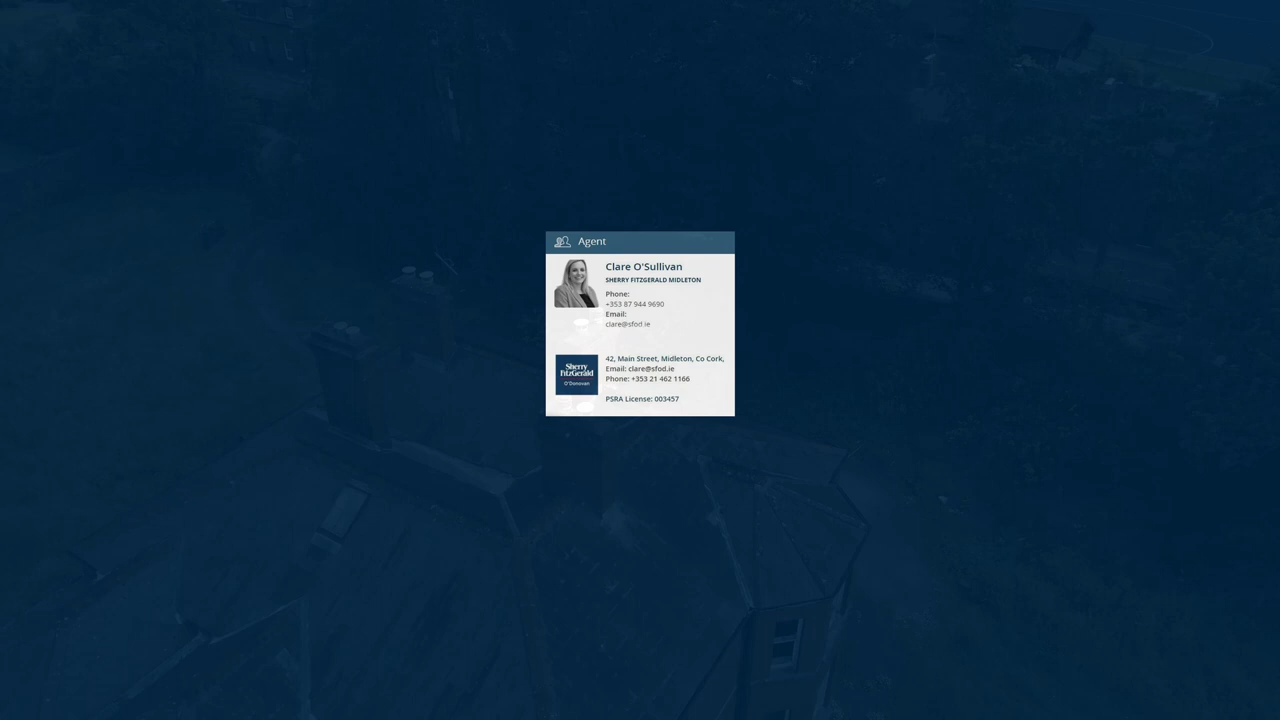 Agent
Clare O'Sullivan
SHERRY FITZGERALD MIDLETON
Phone:
+353 87 944 9690
Email:
clare@sfod.ie
Sherry
FitzGerald
O'Donovan
42, Main Street, Midleton, Co Cork,
Email: clare@sfod.ie
Phone: +353 21 462 1166
PSRA License: 003457